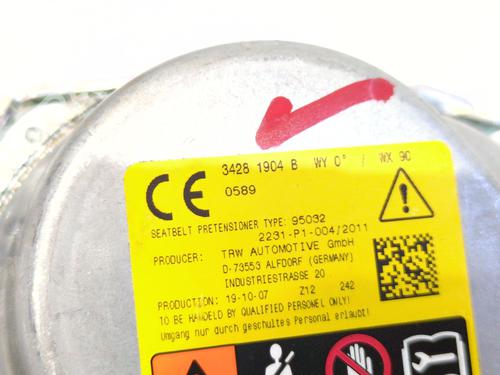 CE 3428 1904 B WY 0° / WX 90
0589
SEATBELT PRETENSIONER TYPE: 95032
2231-P1-004/2011
PRODUCER: TRW AUTOMOTIVE GmbH
D-73553 ALFDORF (GERMANY)
INDUSTRIESTRASSE 20
PRODUCTION: 19-10-07 Z12 242
TO BE HANDELD BY QUALIFIED PERSONEL ONLY!
Umgang nur durch geschultes Personal erlaubt!